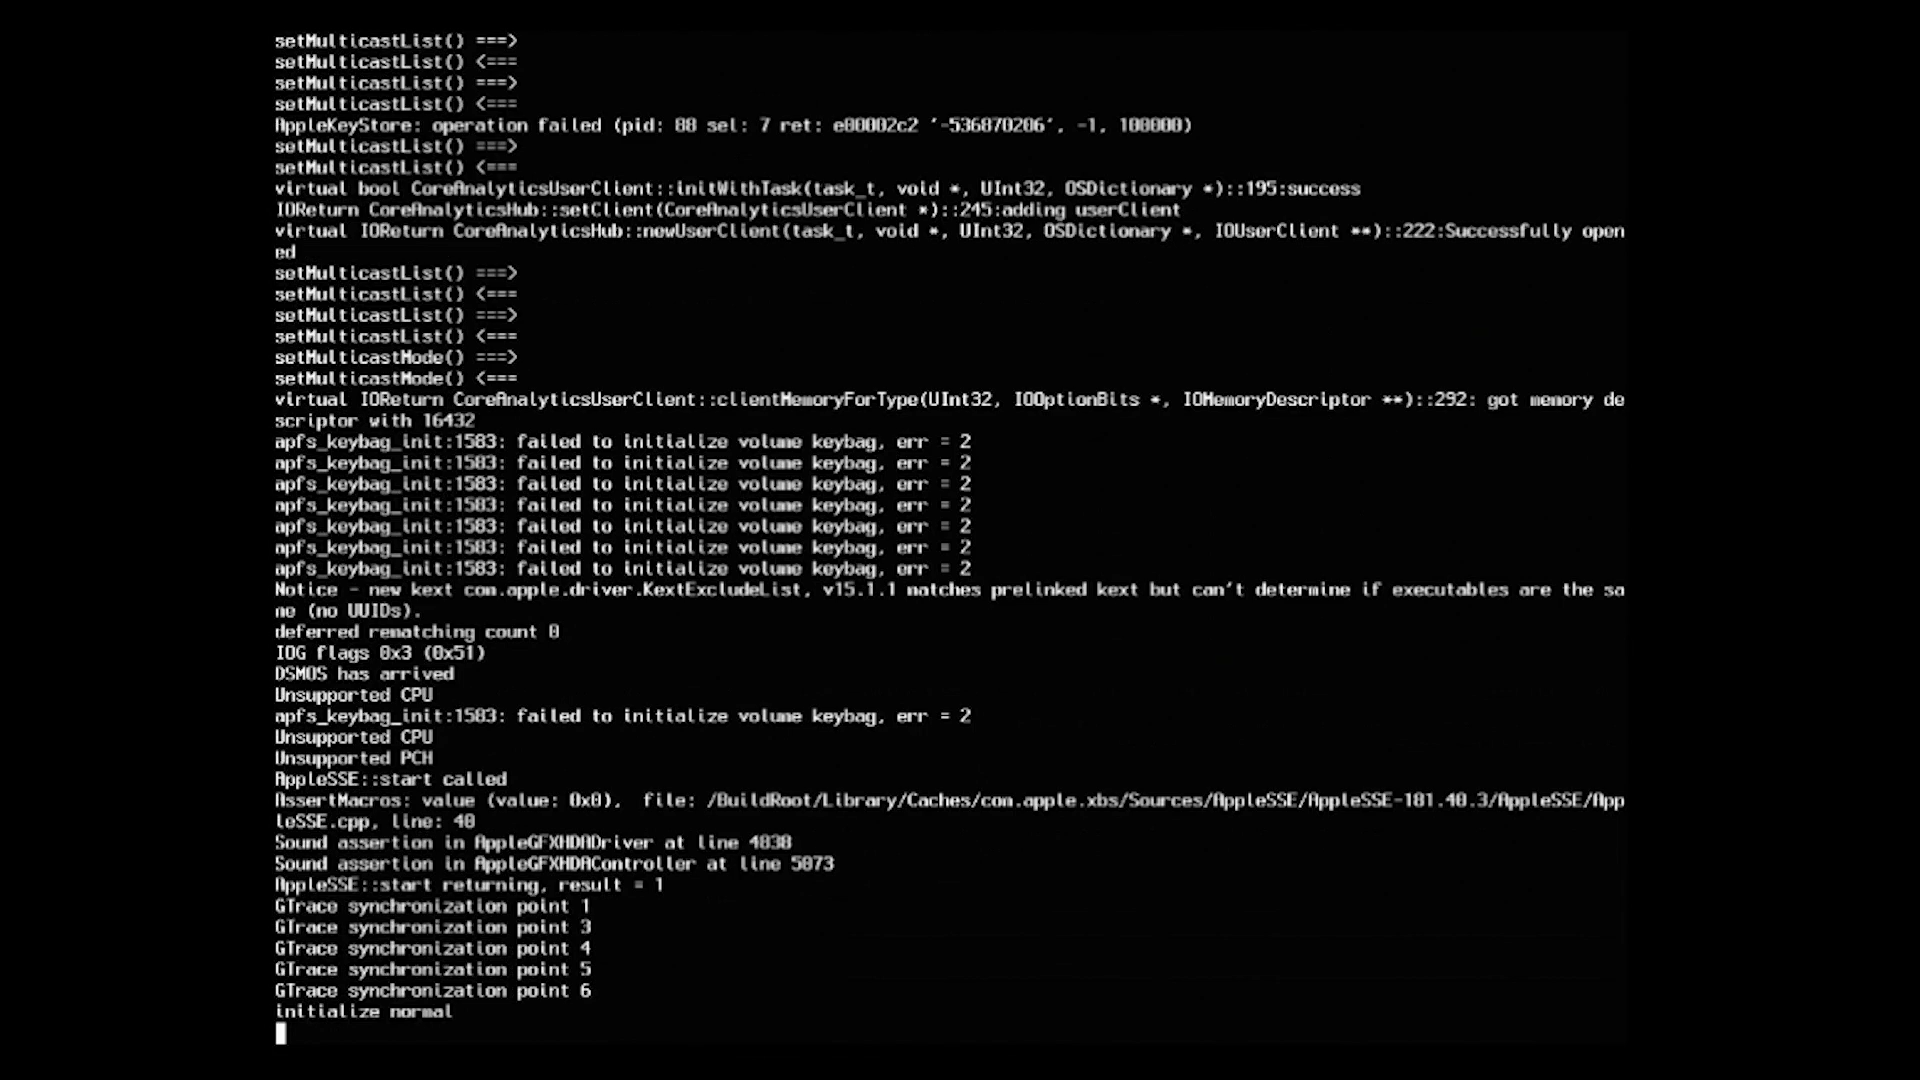 setMulticastList() ===>
setMulticastList() <===
setMulticastList() ===>
setMulticastList() <===
AppleKeyStore: operation failed (pid: 88 sel: 7 ret: e00002c2 '-536870206', -1, 100000)
setMulticastList() ===>
setMulticastList() <===
virtual bool CoreAnalyticsUserClient::initWithTask(task_t, void *, UInt32, OSDictionary *)::195:success
IOReturn CoreAnalyticsHub::setClient(CoreAnalyticsUserClient *)::245:adding userClient
virtual IOReturn CoreAnalyticsHub::newUserClient(task_t, void *, UInt32, OSDictionary *, IOUserClient **)::222:Successfully open
ed
setMulticastList() ===>
setMulticastList() <===
setMulticastList() ===>
setMulticastList() <===
setMulticastMode() ===>
setMulticastMode() <===
virtual IOReturn CoreAnalyticsUserClient::clientMemoryForType(UInt32, IOOptionBits *, IOMemoryDescriptor **)::292: got memory de
scriptor with 16432
apfs_keybag_init:1583: failed to initialize volume keybag, err = 2
apfs_keybag_init:1583: failed to initialize volume keybag, err = 2
apfs_keybag_init:1583: failed to initialize volume keybag, err = 2
apfs_keybag_init:1583: failed to initialize volume keybag, err = 2
apfs_keybag_init:1583: failed to initialize volume keybag, err = 2
apfs_keybag_init:1583: failed to initialize volume keybag, err = 2
apfs_keybag_init:1583: failed to initialize volume keybag, err = 2
Notice - new kext com.apple.driver.KextExcludeList, v15.1.1 matches prelinked kext but can't determine if executables are the sa
me (no UUIDs).
deferred rematching count 0
IOG flags 0x3 (0x51)
DSMOS has arrived
Unsupported CPU
apfs_keybag_init:1583: failed to initialize volume keybag, err = 2
Unsupported CPU
Unsupported PCH
AppleSSE::start called
AssertMacros: value (value: 0x0),  file: /BuildRoot/Library/Caches/com.apple.xbs/Sources/AppleSSE/AppleSSE-101.40.3/AppleSSE/App
leSSE.cpp, line: 40
Sound assertion in AppleGFXHDADriver at line 4038
Sound assertion in AppleGFXHDAController at line 5073
AppleSSE::start returning, result = 1
GTrace synchronization point 1
GTrace synchronization point 3
GTrace synchronization point 4
GTrace synchronization point 5
GTrace synchronization point 6
initialize normal